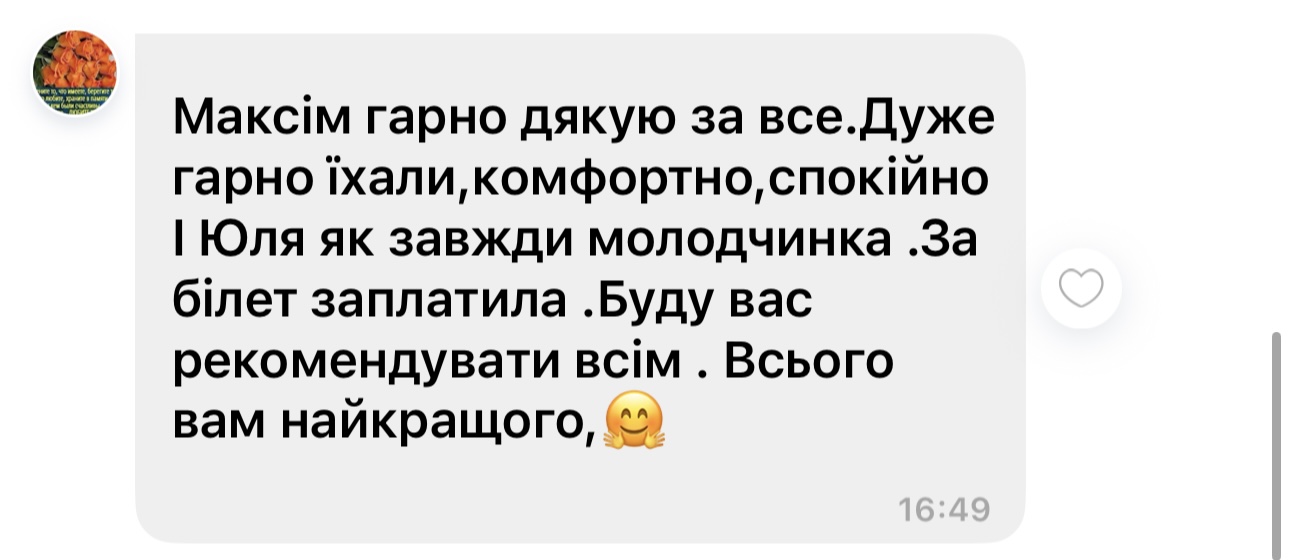 Максім гарно дякую за все.Дуже
гарно їхали,комфортно,спокійно
І Юля як завжди молодчинка .За
білет заплатила .Буду вас
рекомендувати всім . Всього
вам найкращого,🤗
16:49